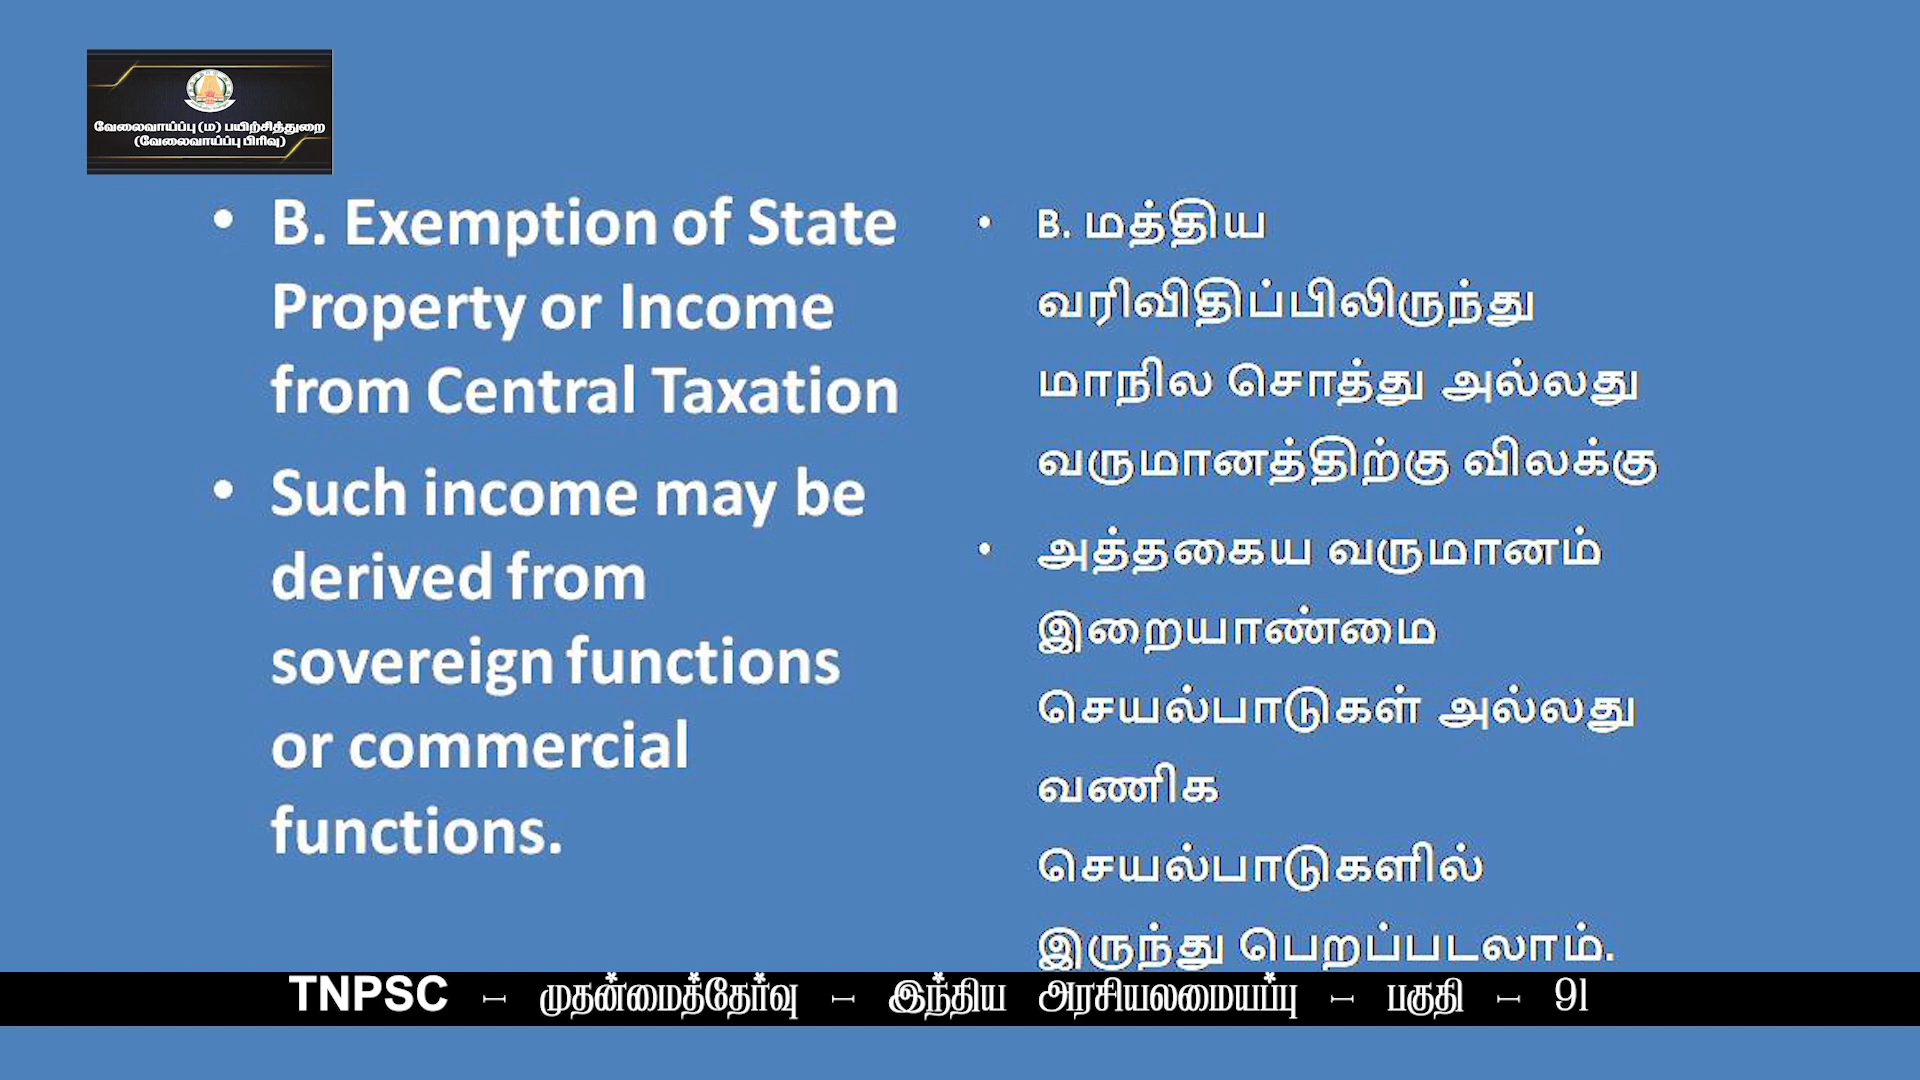 வேலைவாய்ப்பு (ம) பயிற்சித்துறை
(வேலைவாய்ப்பு பிரிவு)
• B. Exemption of State
Property or Income
from Central Taxation
• Such income may be
derived from
sovereign functions
or commercial
functions.
• B. மத்திய
வரிவிதிப்பிலிருந்து
மாநில சொத்து அல்லது
வருமானத்திற்கு விலக்கு
• அத்தகைய வருமானம்
இறையாண்மை
செயல்பாடுகள் அல்லது
வணிக
செயல்பாடுகளில்
இருந்து பெறப்படலாம்.
TNPSC – முதன்மைத்தேர்வு – இந்திய அரசியலமைப்பு – பகுதி – 91